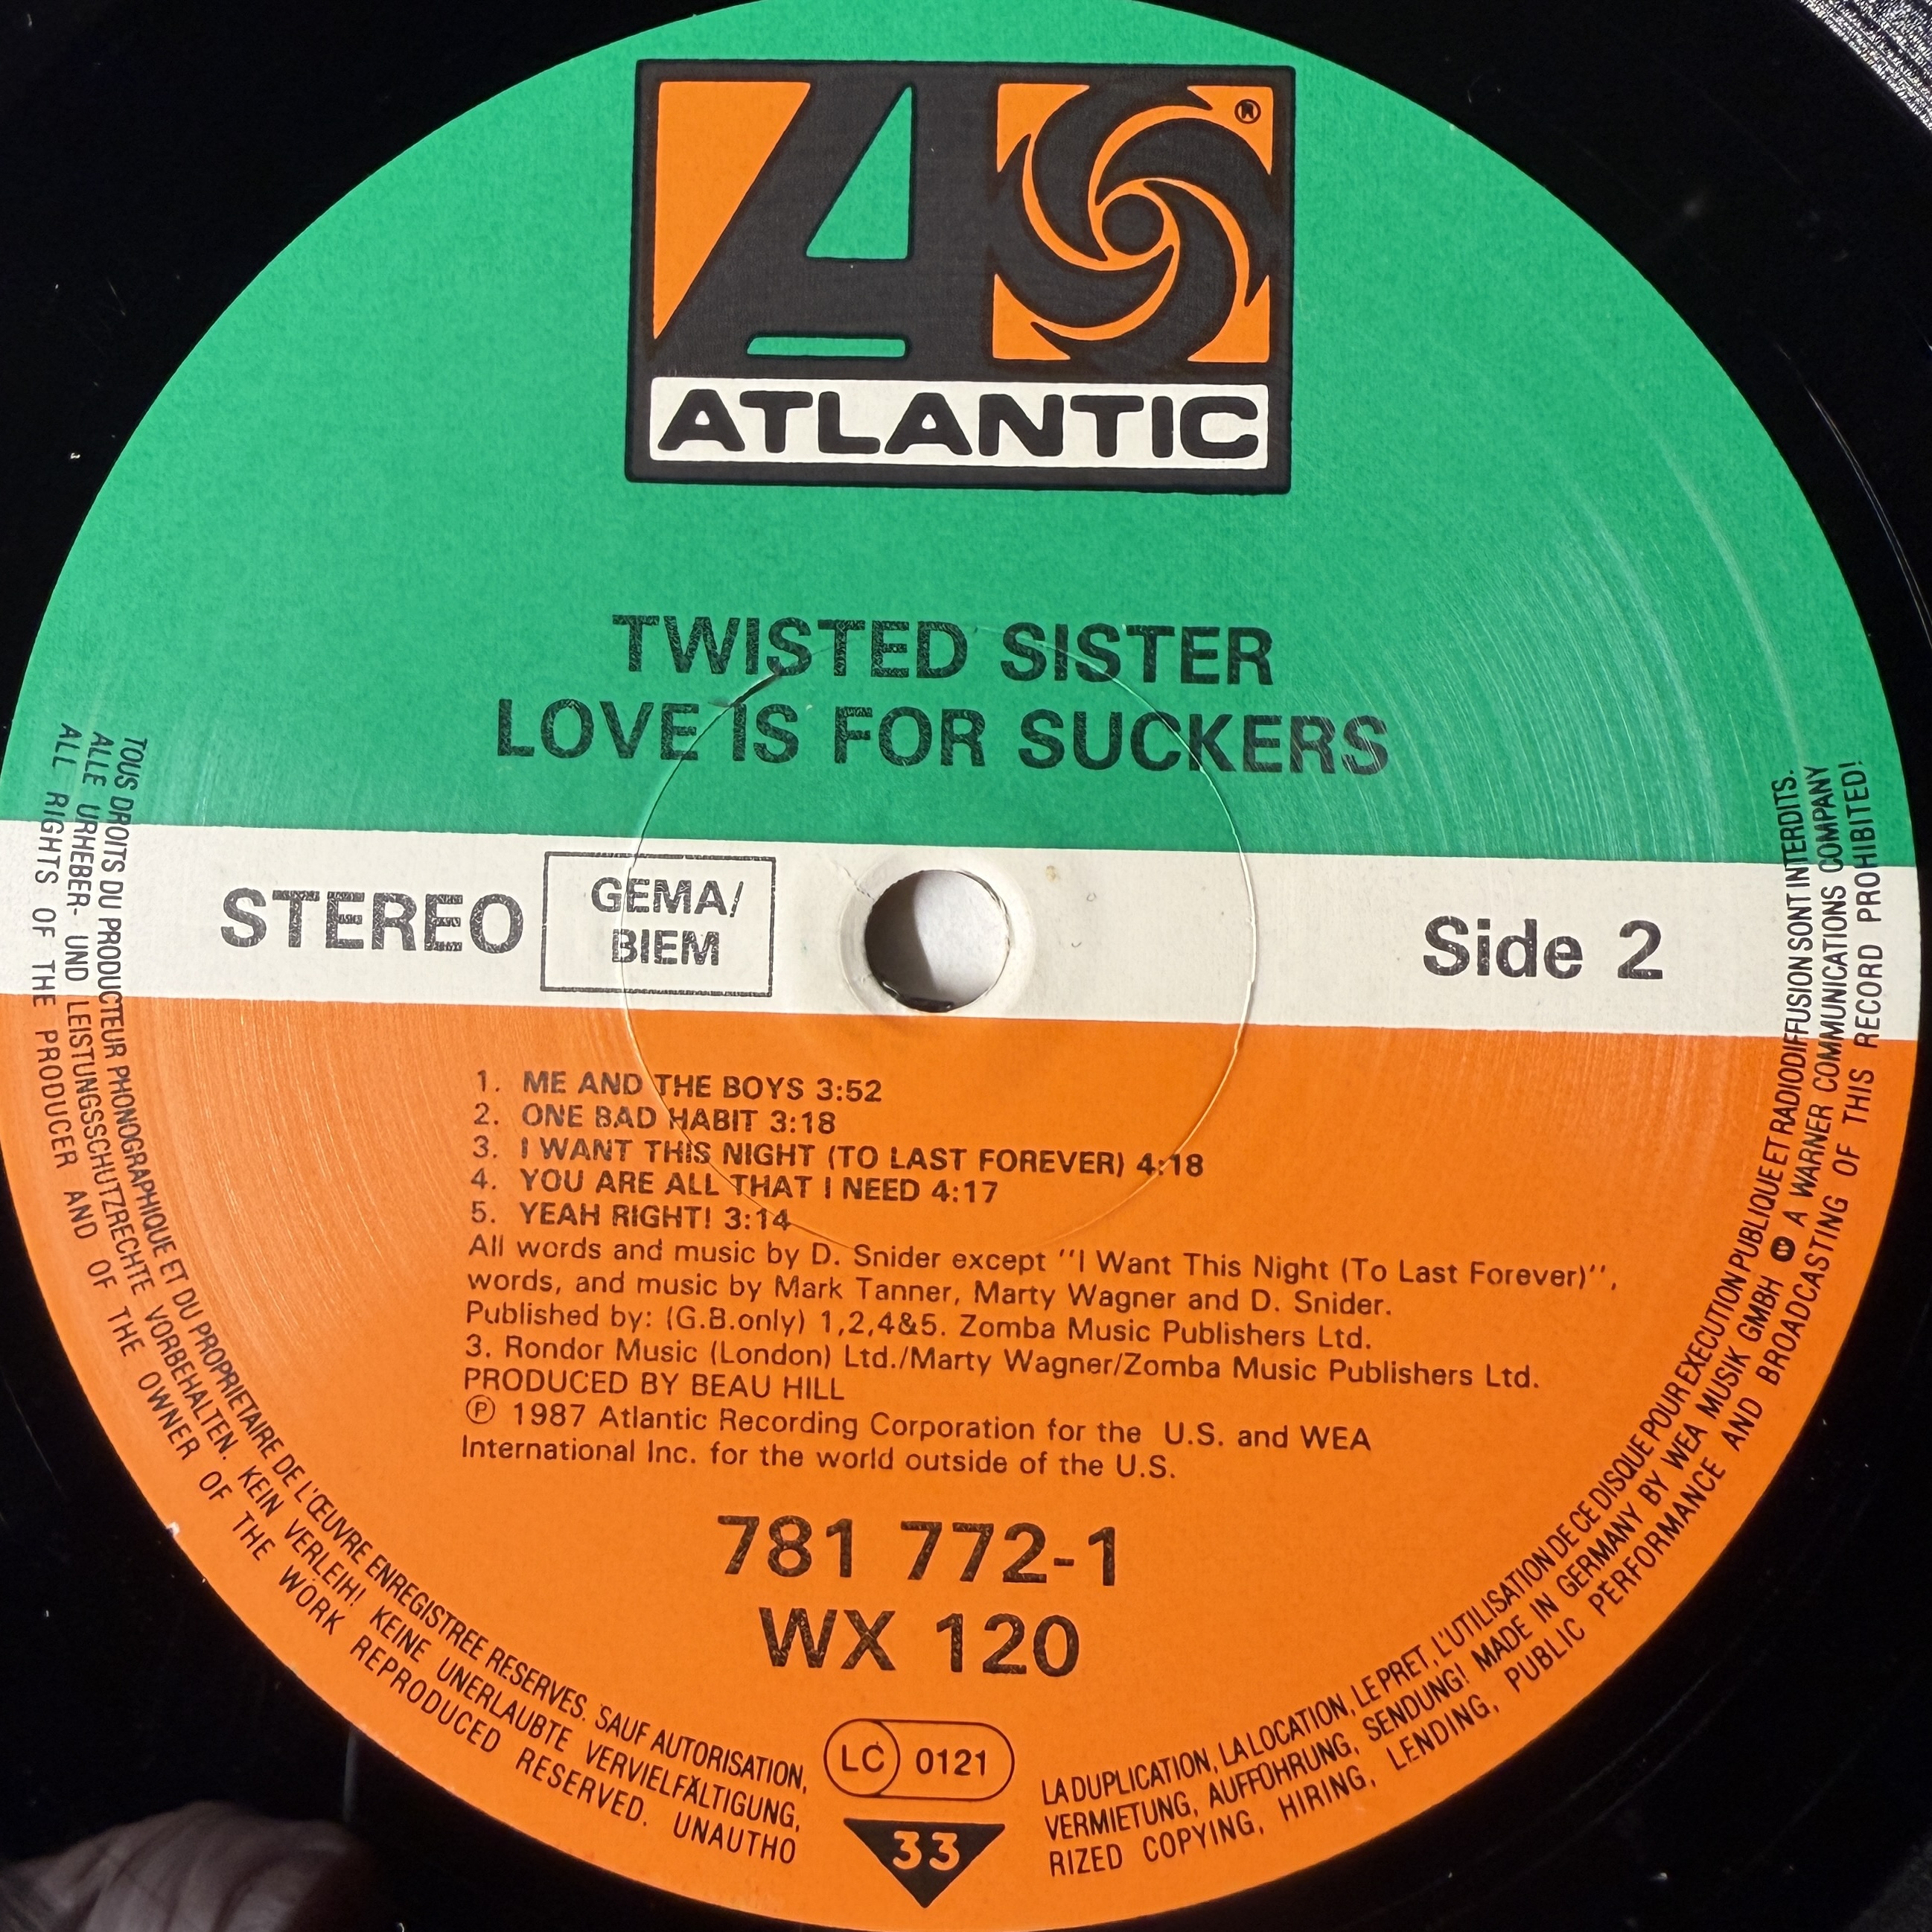 ®
ATLANTIC
TWISTED SISTER
LOVE IS FOR SUCKERS
STEREO
GEMA/
BIEM
Side 2
1. ME AND THE BOYS 3:52
2. ONE BAD HABIT 3:18
3. I WANT THIS NIGHT (TO LAST FOREVER) 4:18
4. YOU ARE ALL THAT I NEED 4:17
5. YEAH RIGHT! 3:14
All words and music by D. Snider except "I Want This Night (To Last Forever)",
words, and music by Mark Tanner, Marty Wagner and D. Snider.
Published by: (G.B.only) 1,2,4&5. Zomba Music Publishers Ltd.
3. Rondor Music (London) Ltd./Marty Wagner/Zomba Music Publishers Ltd.
PRODUCED BY BEAU HILL
℗ 1987 Atlantic Recording Corporation for the U.S. and WEA
International Inc. for the world outside of the U.S.
781 772-1
WX 120
LC 0121
33
TOUS DROITS DU PRODUCTEUR PHONOGRAPHIQUE ET DU PROPRIETAIRE DE L'ŒUVRE ENREGISTREE RESERVES. SAUF AUTORISATION, LA DUPLICATION, LA LOCATION, LE PRET, L'UTILISATION DE CE DISQUE POUR EXECUTION PUBLIQUE ET RADIODIFFUSION SONT INTERDITS.
ALLE URHEBER- UND LEISTUNGSSCHUTZRECHTE VORBEHALTEN. KEIN VERLEIH! KEINE UNERLAUBTE VERVIELFÄLTIGUNG, VERMIETUNG, AUFFÜHRUNG, SENDUNG! MADE IN GERMANY BY WEA MUSIK GMBH W A WARNER COMMUNICATIONS COMPANY
ALL RIGHTS OF THE PRODUCER AND OF THE OWNER OF THE WORK REPRODUCED RESERVED. UNAUTHORIZED COPYING, HIRING, LENDING, PUBLIC PERFORMANCE AND BROADCASTING OF THIS RECORD PROHIBITED!